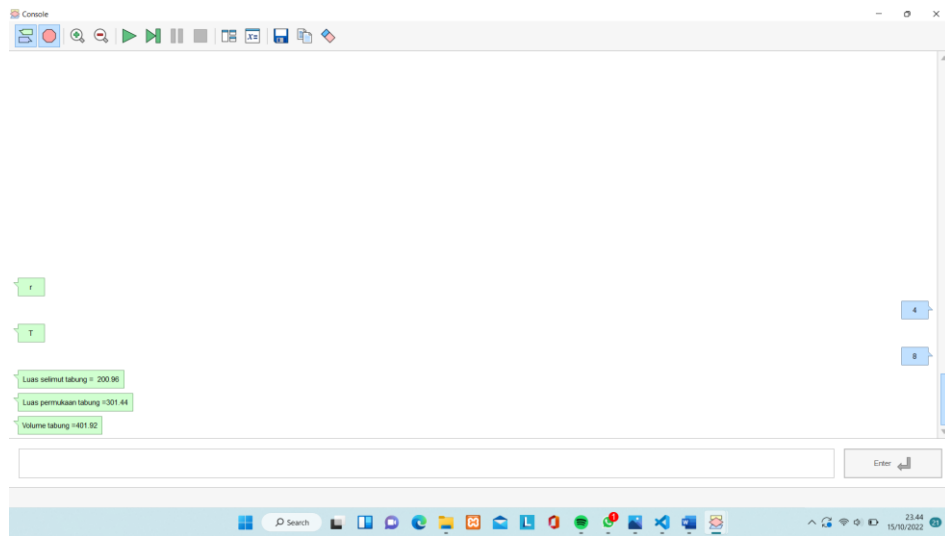 Console
r
4
T
8
Luas selimut tabung = 200.96
Luas permukaan tabung =301.44
Volume tabung =401.92
Enter
Search
23.44
15/10/2022
21